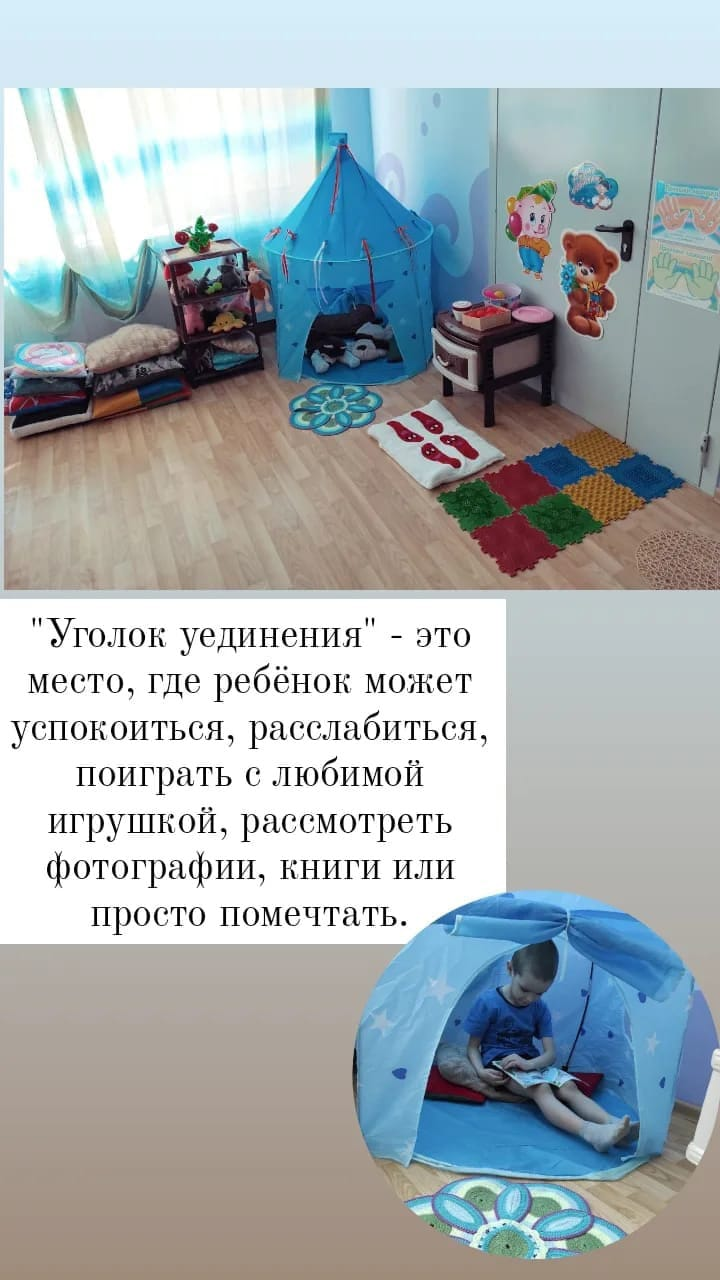 "Уголок уединения" - это
место, где ребёнок может
успокоиться, расслабиться,
поиграть с любимой
игрушкой, рассмотреть
фотографии, книги или
просто помечтать.